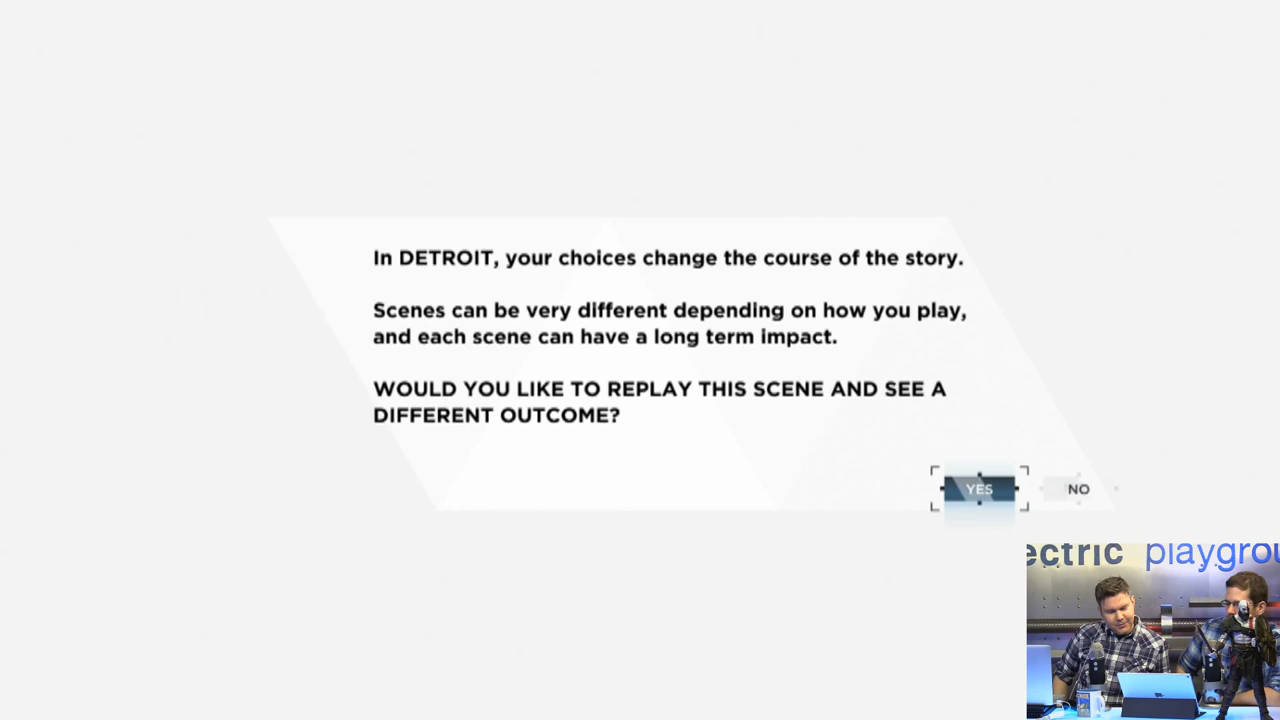 In DETROIT, your choices change the course of the story.
Scenes can be very different depending on how you play,
and each scene can have a long term impact.
WOULD YOU LIKE TO REPLAY THIS SCENE AND SEE A
DIFFERENT OUTCOME?
YES
NO
ectric playgrou